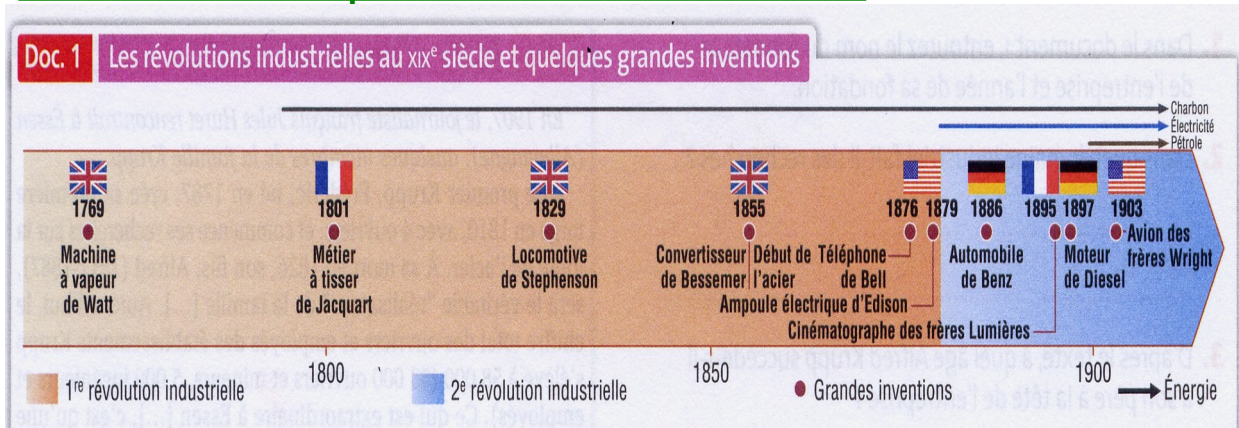 Doc. 1 Les révolutions industrielles au XIXe siècle et quelques grandes inventions
Charbon
Électricité
Pétrole
1769
Machine
à vapeur
de Watt
1801
Métier
à tisser
de Jacquart
1829
Locomotive
de Stephenson
1855
Convertisseur
de Bessemer
Début de
l'acier
1876
Téléphone
de Bell
1879
Ampoule électrique d'Edison
1886
Automobile
de Benz
1895
Cinématographe des frères Lumières
1897
Moteur
de Diesel
1903
Avion des
frères Wright
1800
1850
1900
1re révolution industrielle
2e révolution industrielle
Grandes inventions
Énergie